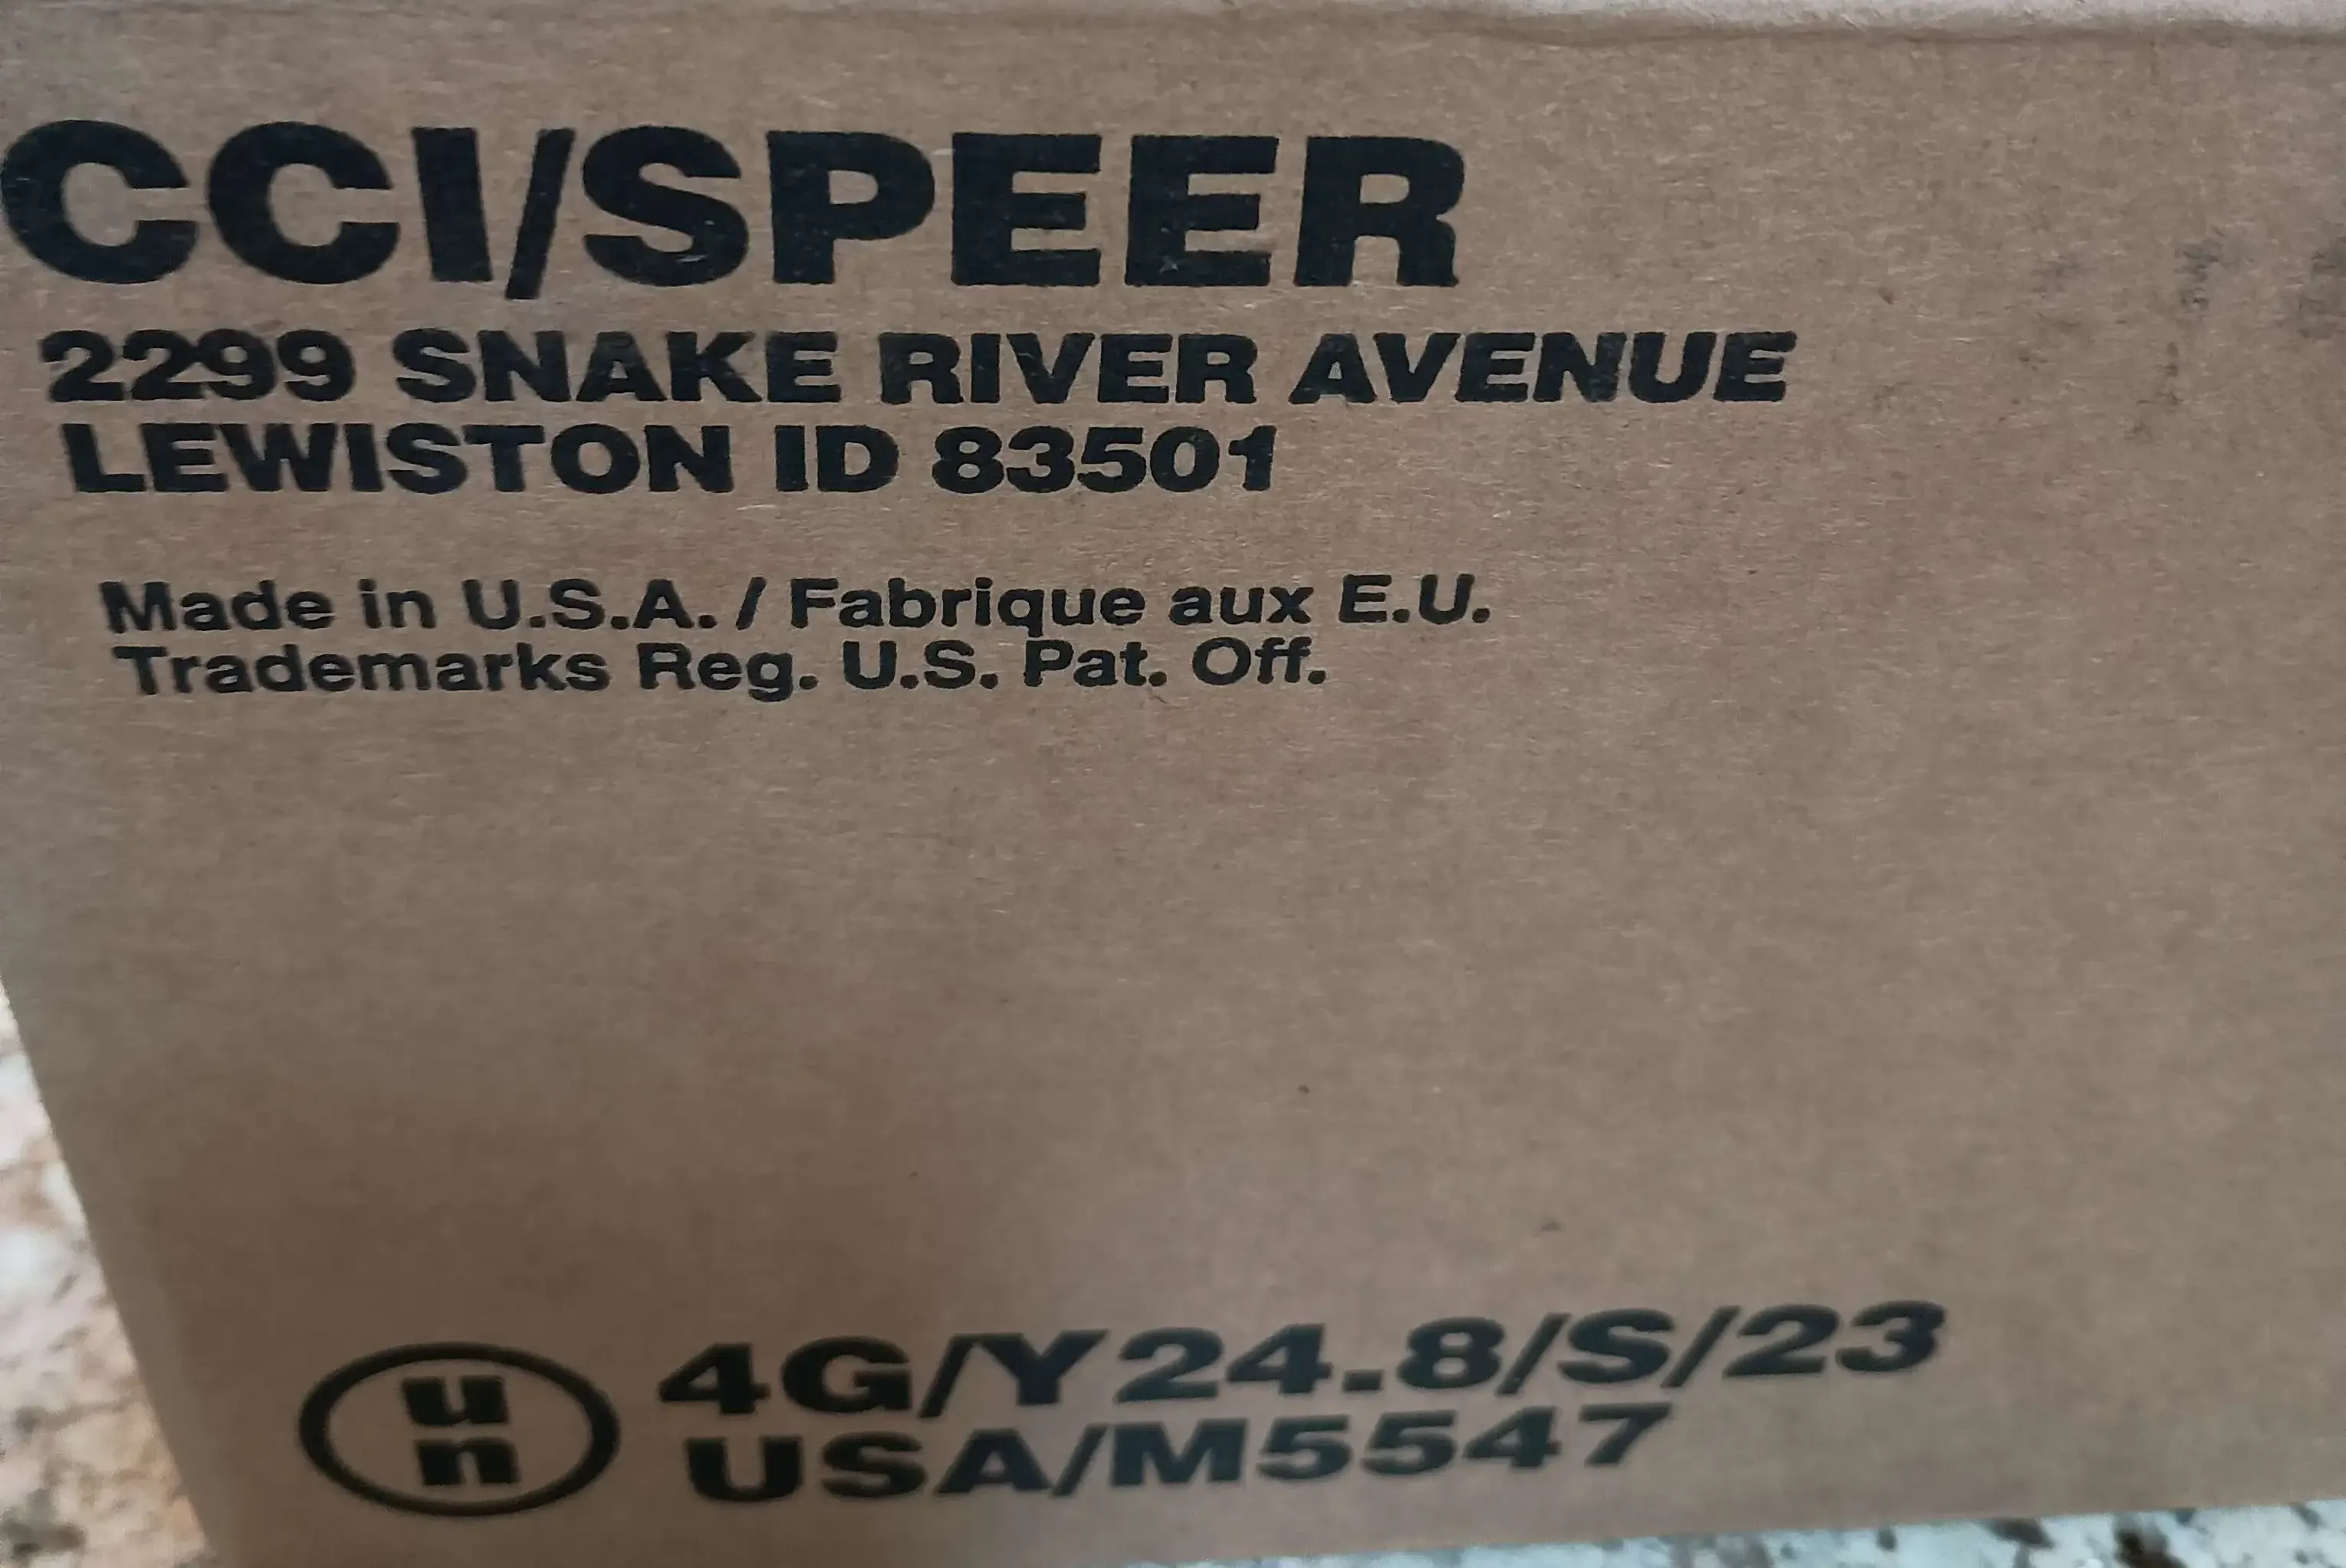 CCI/SPEER
2299 SNAKE RIVER AVENUE
LEWISTON ID 83501
Made in U.S.A. / Fabrique aux E.U.
Trademarks Reg. U.S. Pat. Off.
u
n
4G/Y24.8/S/23
USA/M5547